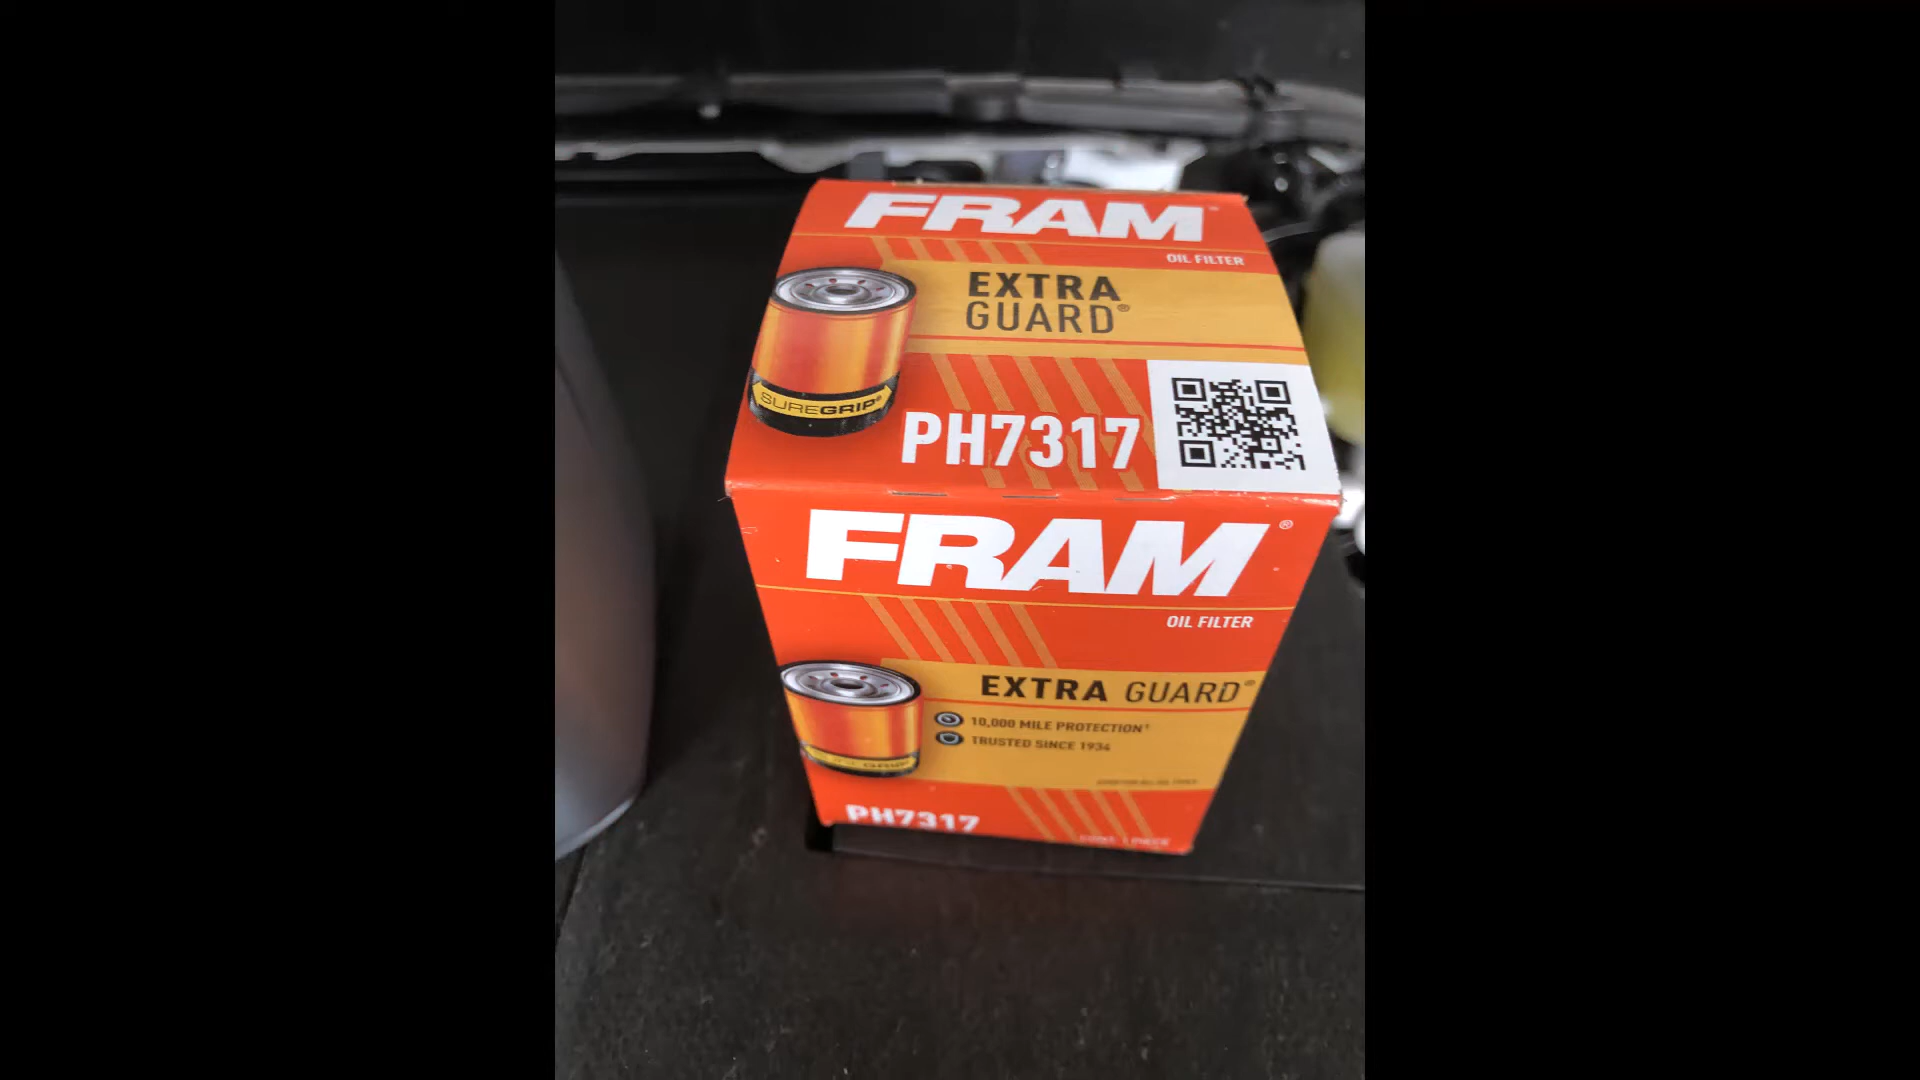 FRAM
OIL FILTER
EXTRA
GUARD®
SUREGRIP®
PH7317
FRAM®
OIL FILTER
EXTRA GUARD®
10,000 MILE PROTECTION†
TRUSTED SINCE 1934
GRIP
PH7317